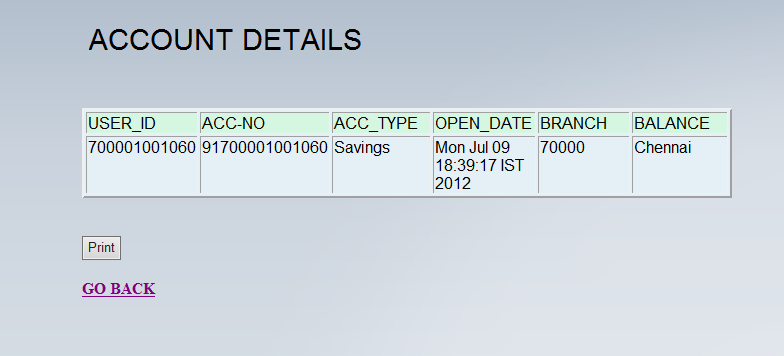 ACCOUNT DETAILS
USER_ID ACC-NO ACC_TYPE OPEN_DATE BRANCH BALANCE
700001001060 91700001001060 Savings Mon Jul 09 70000 Chennai
18:39:17 IST
2012
Print
GO BACK